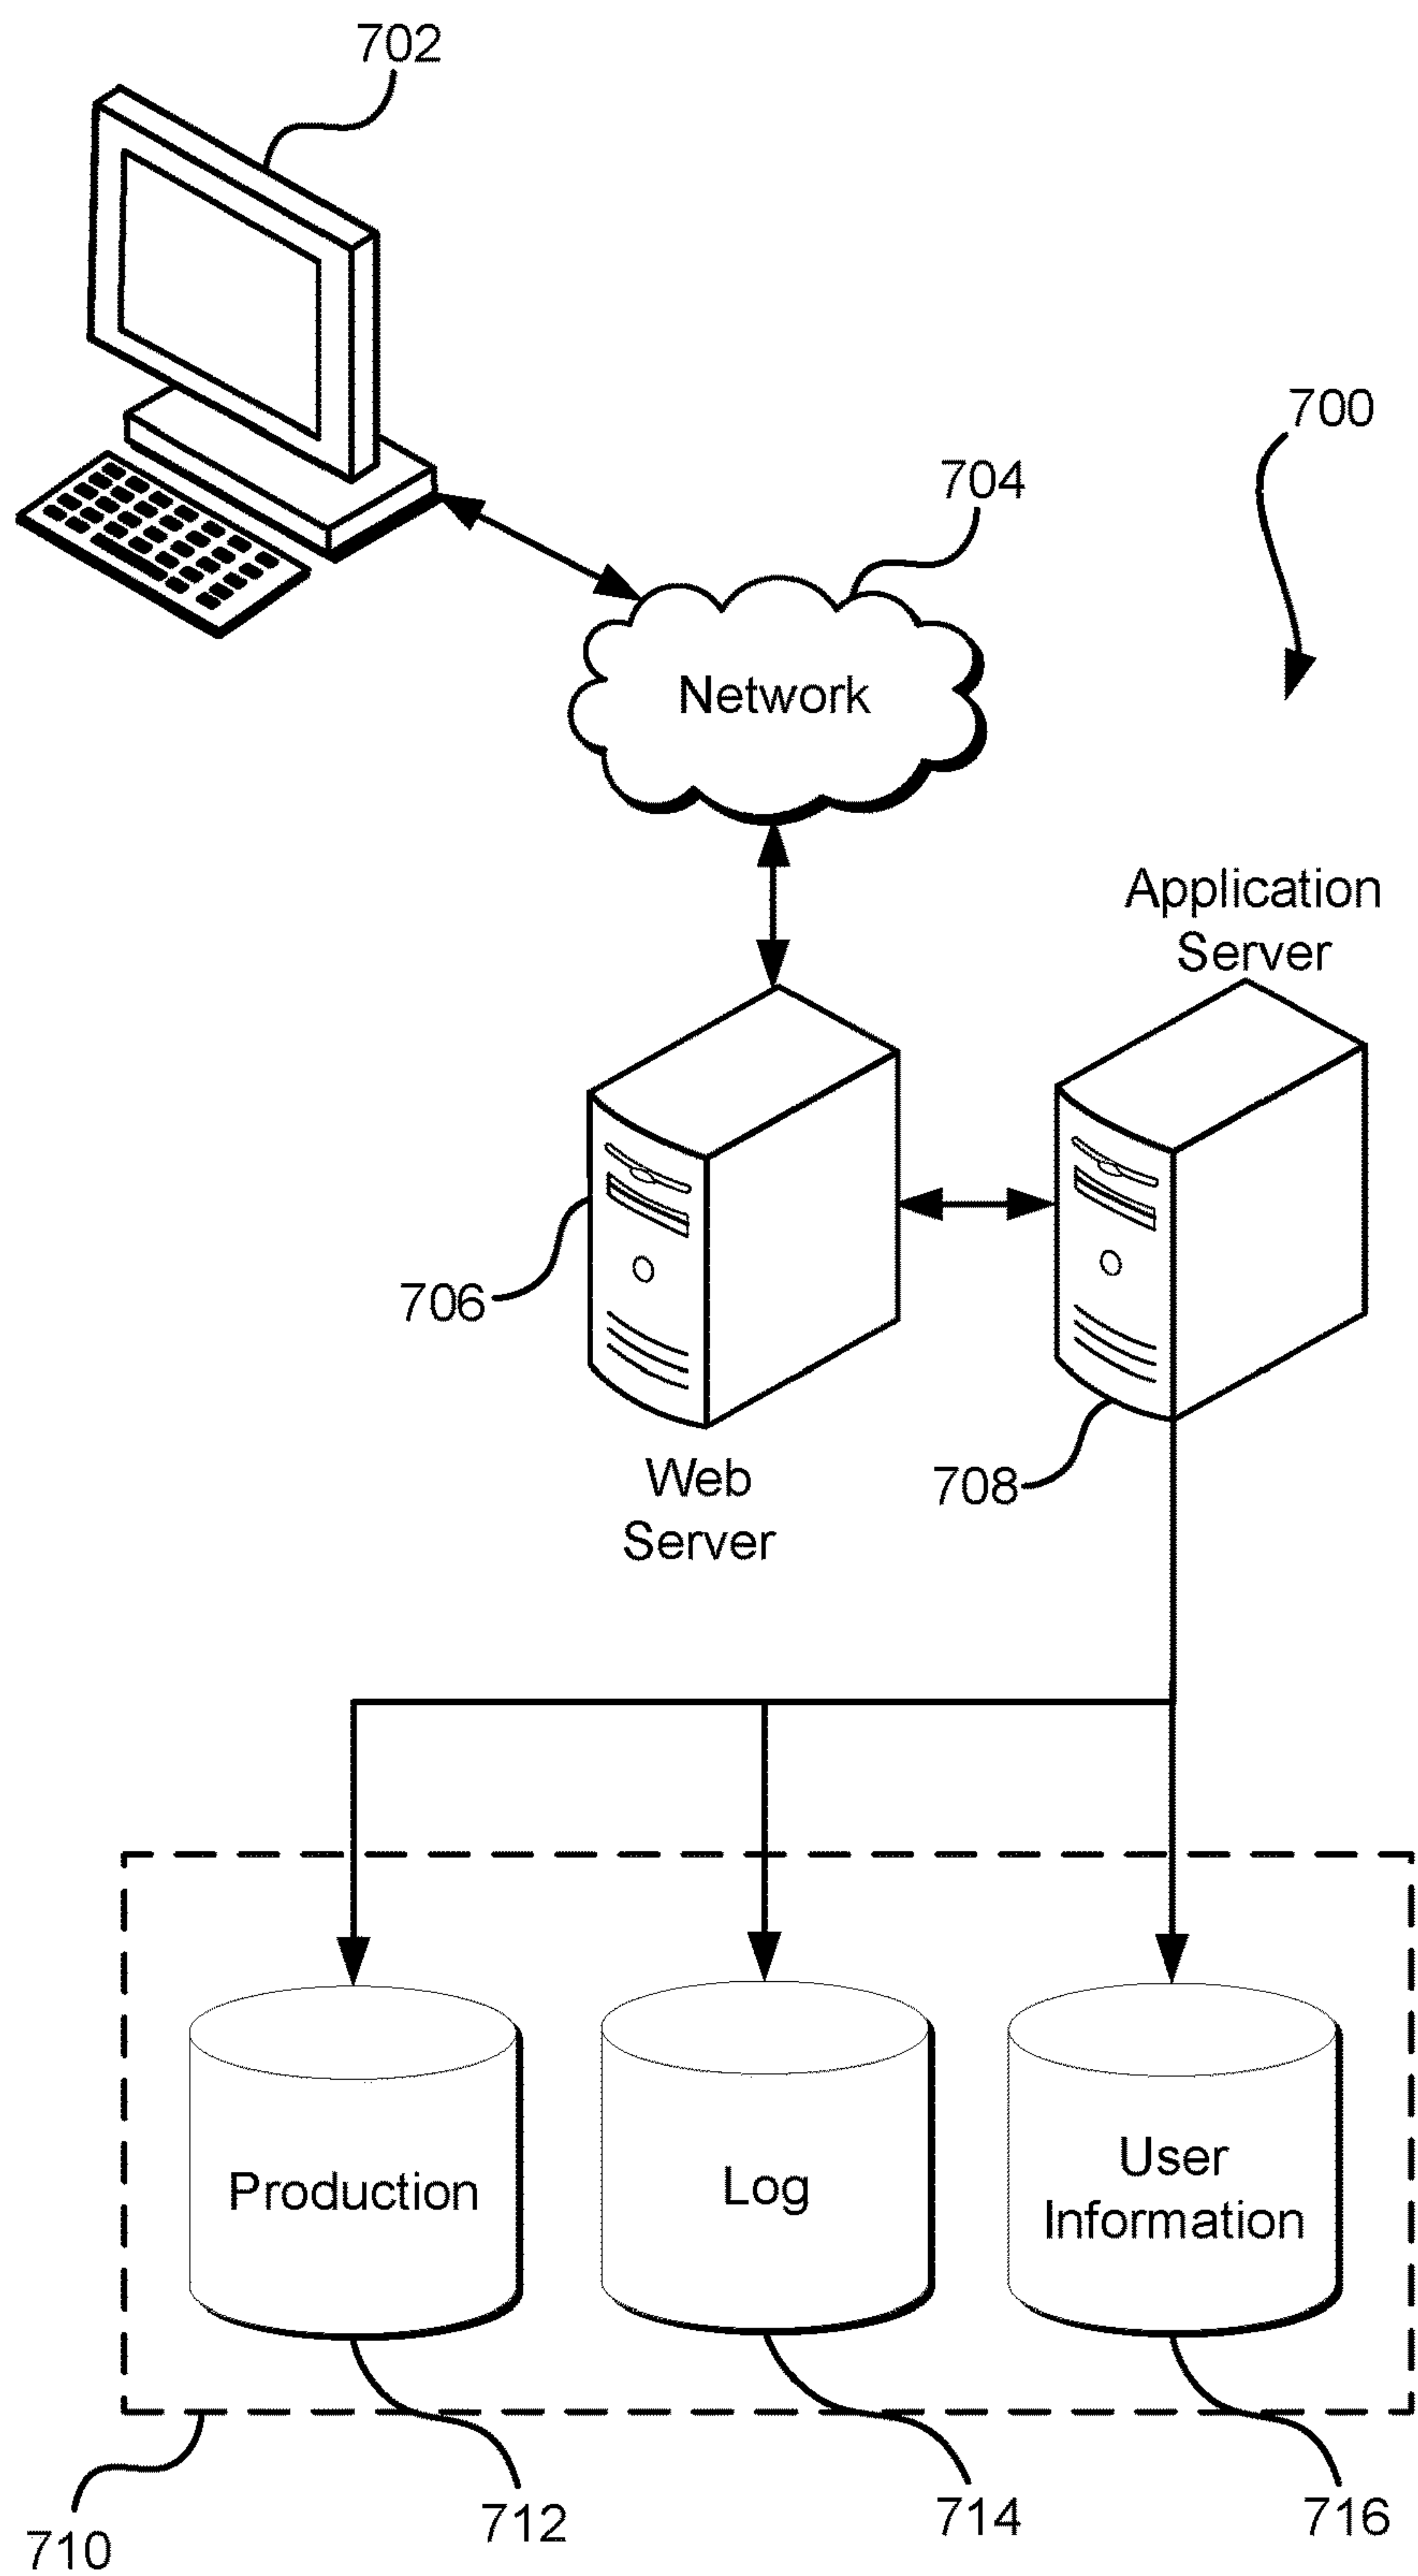 702
700
704
Network
Application
Server
706
708
Web
Server
Production
Log
User
Information
710
712
714
716